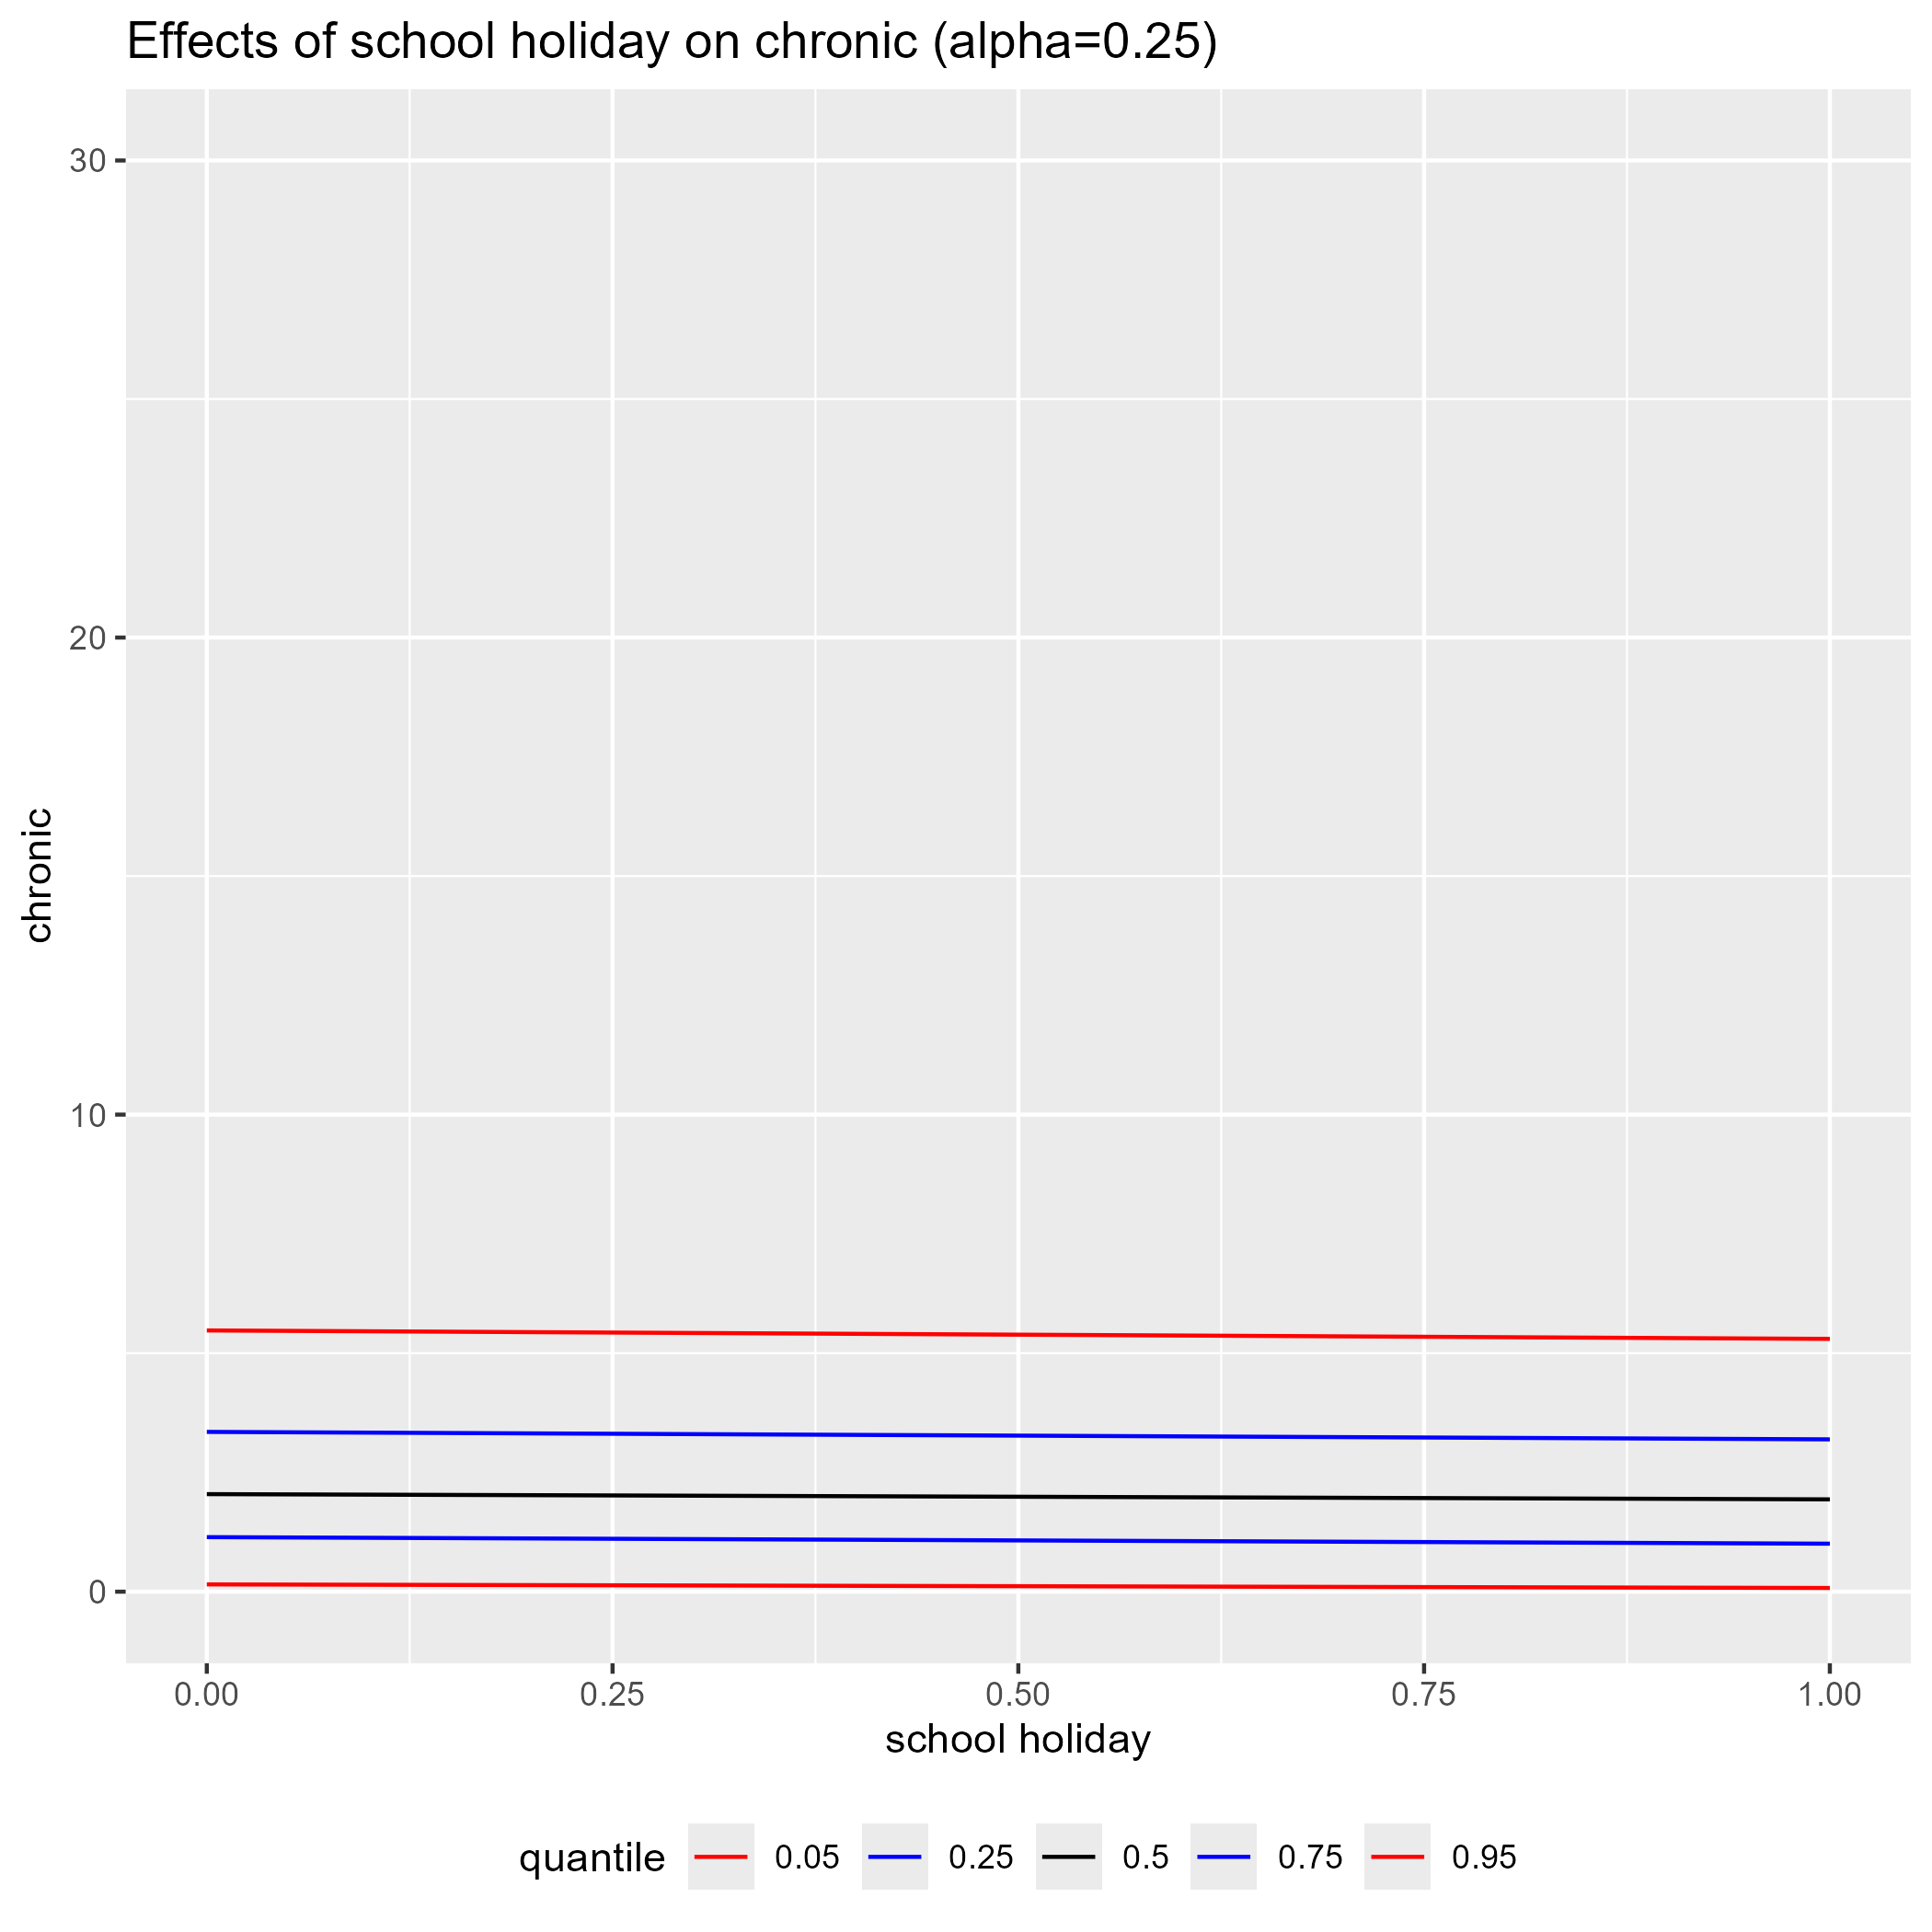 Effects of school holiday on chronic (alpha=0.25)
30
20
10
0
chronic
0.00 0.25 0.50 0.75 1.00
school holiday
quantile 0.05 0.25 0.5 0.75 0.95